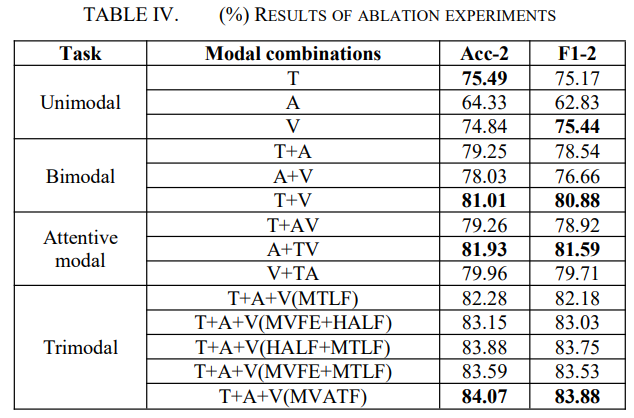 TABLE IV. (%) RESULTS OF ABLATION EXPERIMENTS
Task Modal combinations Acc-2 F1-2
Unimodal
T 75.49 75.17
A 64.33 62.83
V 74.84 75.44
Bimodal
T+A 79.25 78.54
A+V 78.03 76.66
T+V 81.01 80.88
Attentive
modal
T+AV 79.26 78.92
A+TV 81.93 81.59
V+TA 79.96 79.71
Trimodal
T+A+V(MTLF) 82.28 82.18
T+A+V(MVFE+HALF) 83.15 83.03
T+A+V(HALF+MTLF) 83.88 83.75
T+A+V(MVFE+MTLF) 83.59 83.53
T+A+V(MVATF) 84.07 83.88